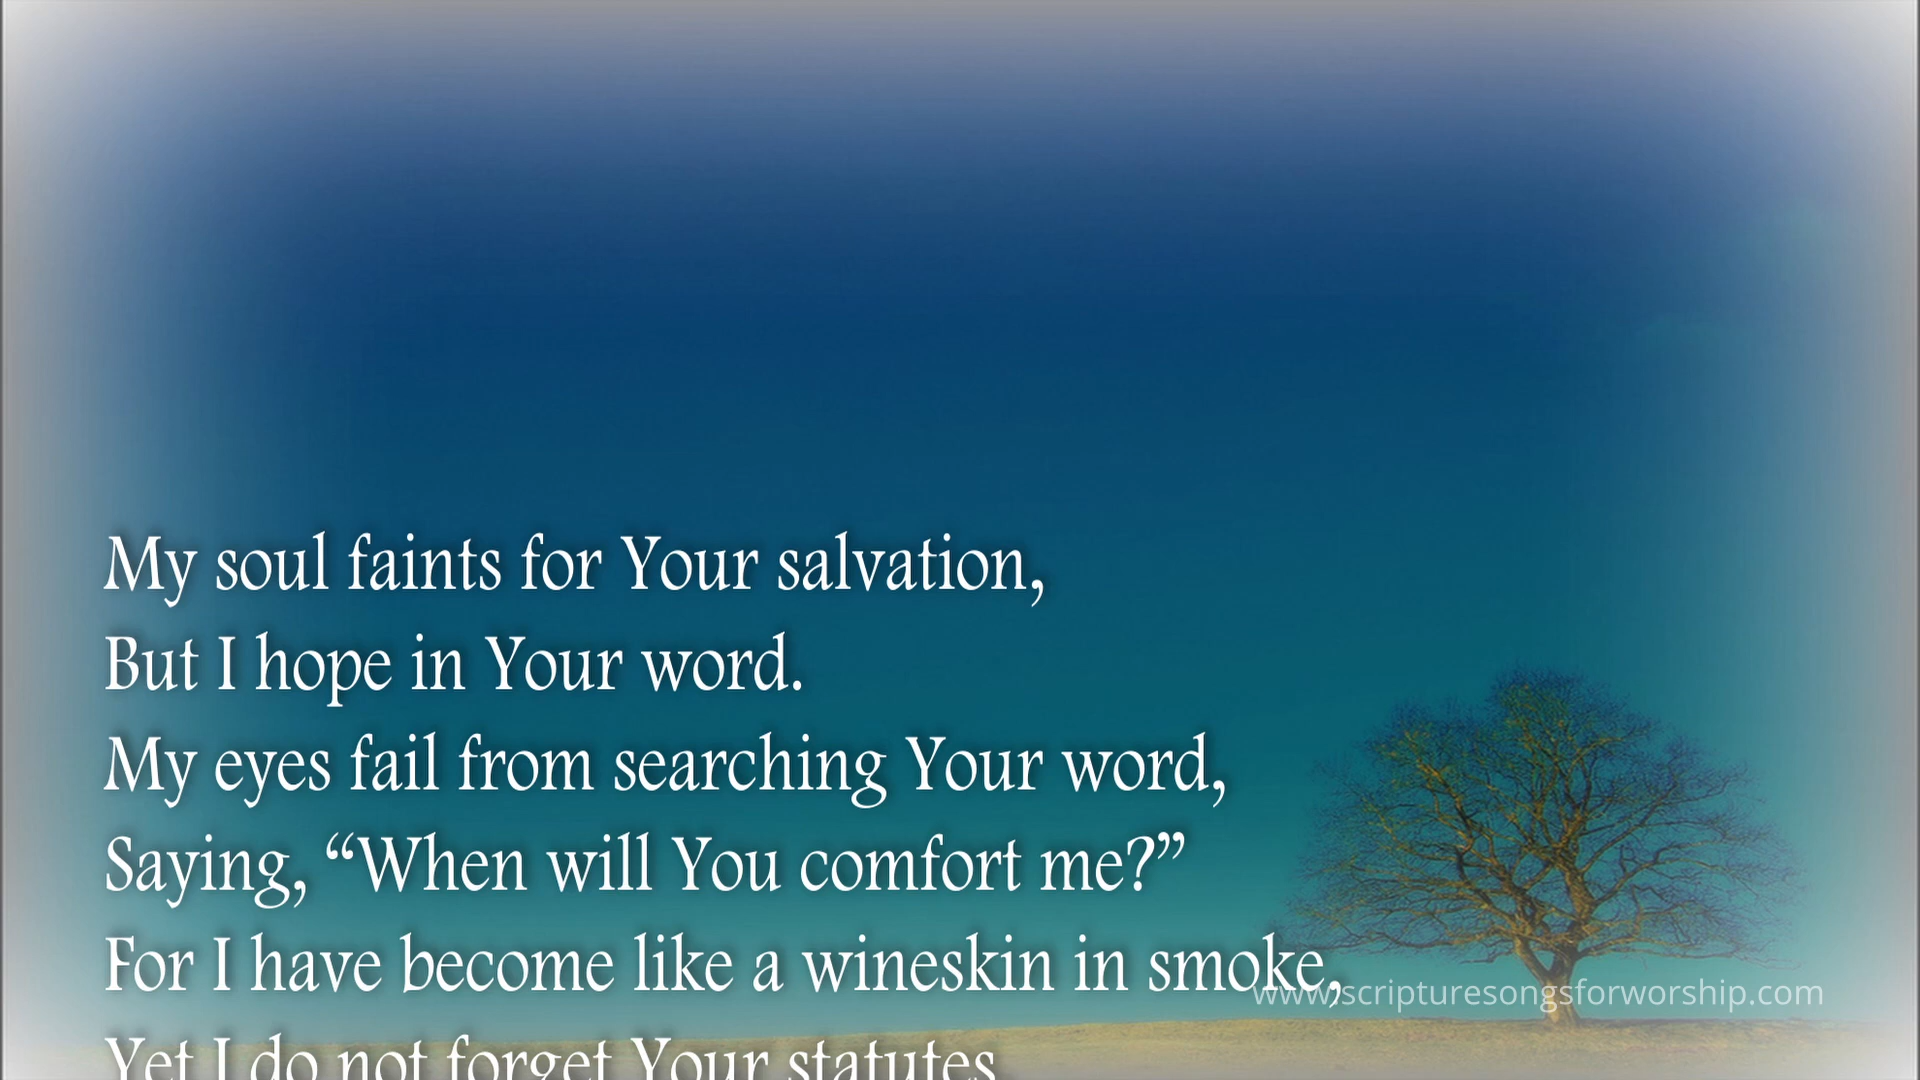 My soul faints for Your salvation,
But I hope in Your word.
My eyes fail from searching Your word,
Saying, “When will You comfort me?”
For I have become like a wineskin in smoke,
www.scripturesongsforworship.com
Yet I do not forget Your statutes